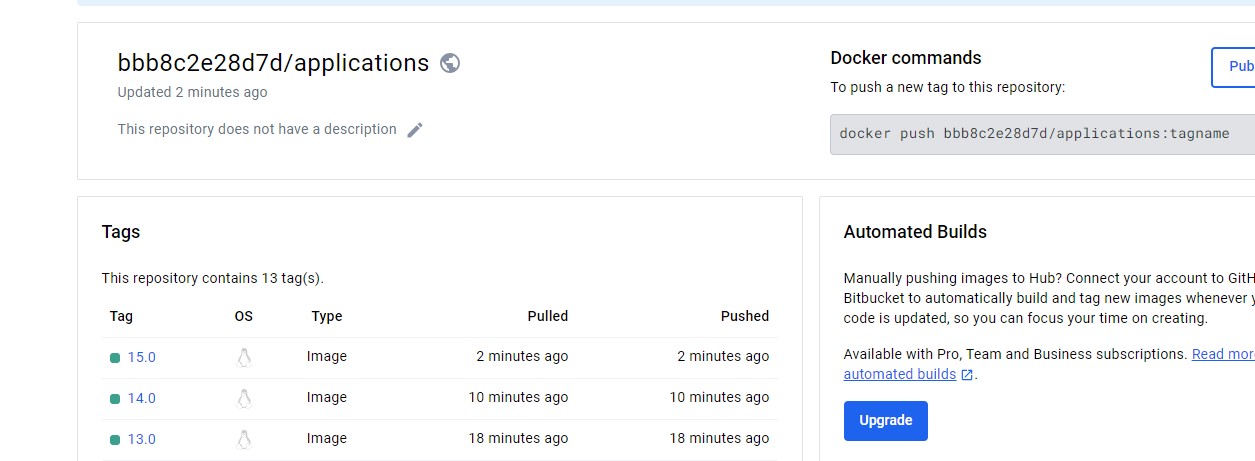 bbb8c2e28d7d/applications
Updated 2 minutes ago
This repository does not have a description
Docker commands
To push a new tag to this repository:
Pub
docker push bbb8c2e28d7d/applications:tagname
Tags
This repository contains 13 tag(s).
Tag OS Type Pulled Pushed
15.0 Image 2 minutes ago 2 minutes ago
14.0 Image 10 minutes ago 10 minutes ago
13.0 Image 18 minutes ago 18 minutes ago
Automated Builds
Manually pushing images to Hub? Connect your account to GitH
Bitbucket to automatically build and tag new images whenever y
code is updated, so you can focus your time on creating.
Available with Pro, Team and Business subscriptions. Read mor
automated builds .
Upgrade